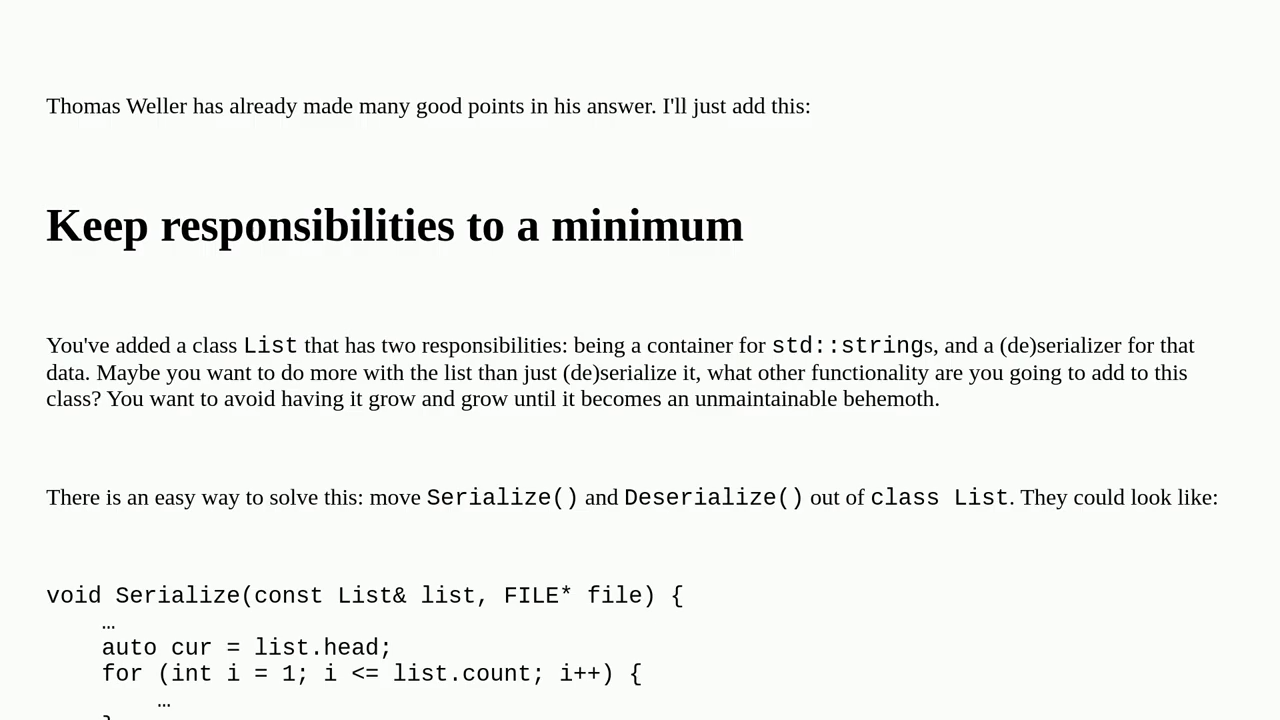 Thomas Weller has already made many good points in his answer. I'll just add this:
Keep responsibilities to a minimum
You've added a class List that has two responsibilities: being a container for std::strings, and a (de)serializer for that
data. Maybe you want to do more with the list than just (de)serialize it, what other functionality are you going to add to this
class? You want to avoid having it grow and grow until it becomes an unmaintainable behemoth.
There is an easy way to solve this: move Serialize() and Deserialize() out of class List. They could look like:
void Serialize(const List& list, FILE* file) {
    …
    auto cur = list.head;
    for (int i = 1; i <= list.count; i++) {
        …
    }